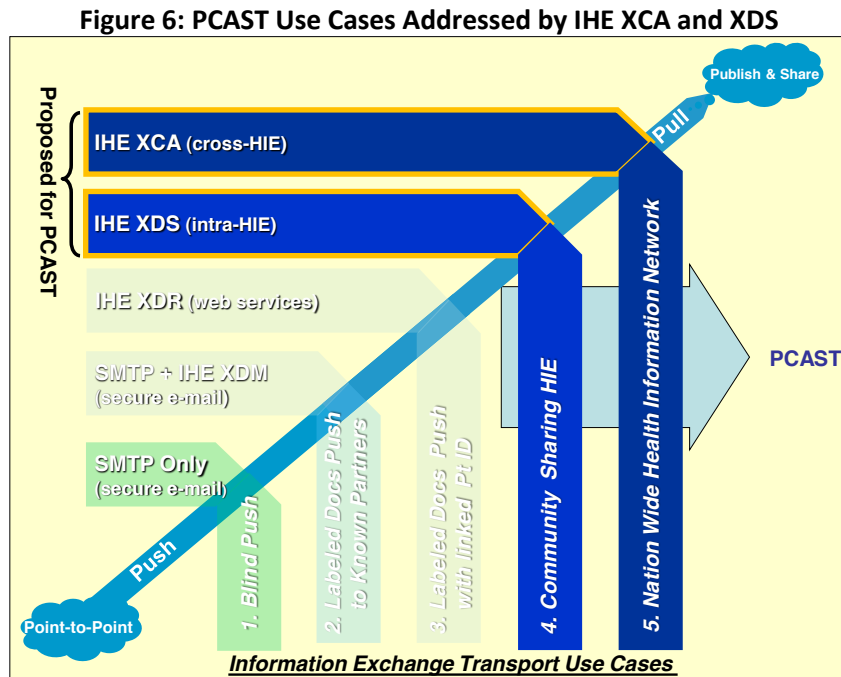 Figure 6: PCAST Use Cases Addressed by IHE XCA and XDS
Publish & Share
Pull
Proposed for PCAST
IHE XCA (cross-HIE)
IHE XDS (intra-HIE)
IHE XDR (web services)
SMTP + IHE XDM
(secure e-mail)
SMTP Only
(secure e-mail)
Push
Point-to-Point
1. Blind Push
2. Labeled Docs Push
to Known Partners
3. Labeled Docs Push
with linked Pt ID
4. Community Sharing HIE
5. Nation Wide Health Information Network
PCAST
Information Exchange Transport Use Cases